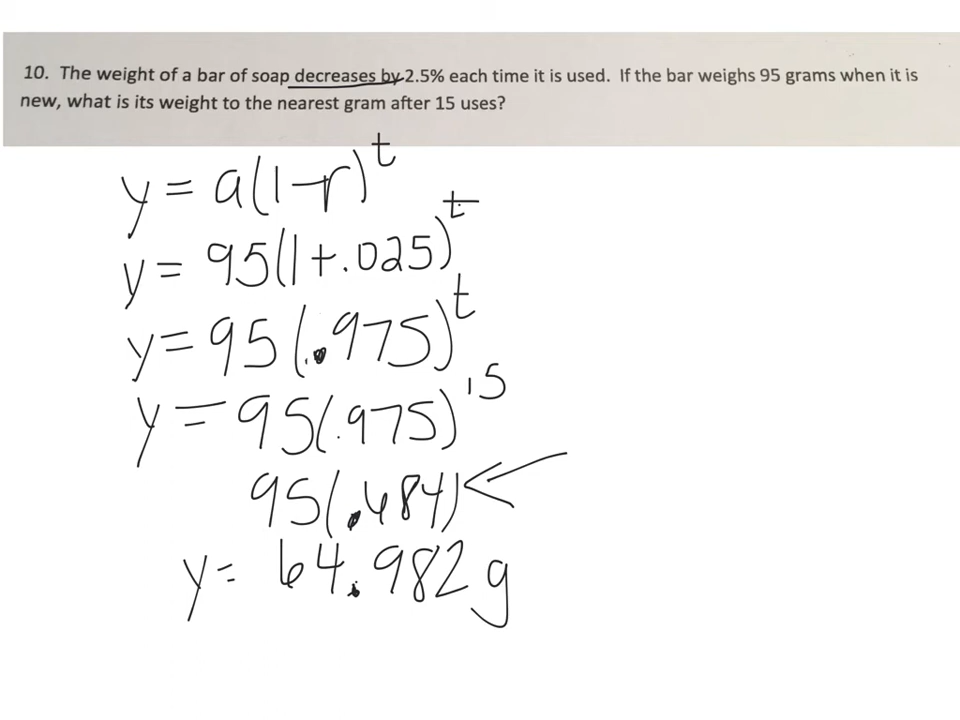 10. The weight of a bar of soap decreases by 2.5% each time it is used. If the bar weighs 95 grams when it is
new, what is its weight to the nearest gram after 15 uses?
y = a(1-r)^t
y = 95(1+.025)^t
y = 95(.975)^t
y = 95(.975)^15
95(.684)
y = 64.982g